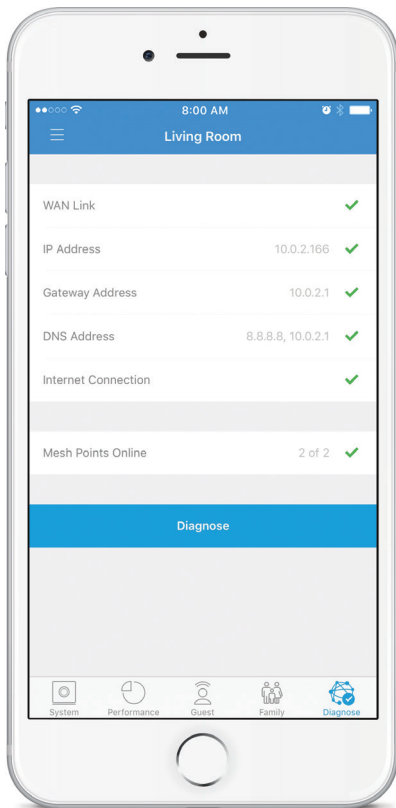 8:00 AM
Living Room
WAN Link
IP Address 10.0.2.166
Gateway Address 10.0.2.1
DNS Address 8.8.8.8, 10.0.2.1
Internet Connection
Mesh Points Online 2 of 2
Diagnose
System Performance Guest Family Diagnose